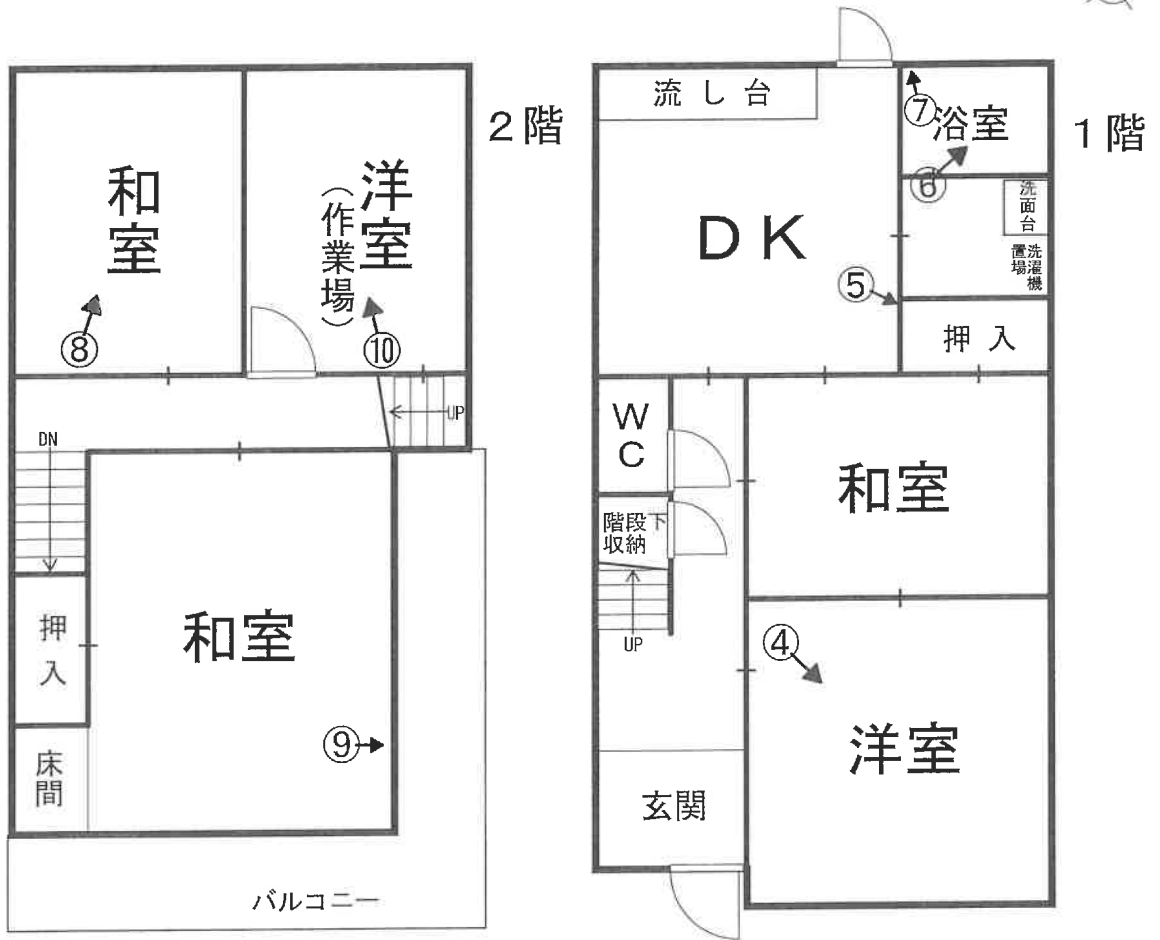 2階
和室
洋室
(作業場)
⑧
⑩
UP
DN
押入
和室
⑨
床間
バルコニー
1階
流し台
⑦
浴室
⑥
洗面台
洗濯機置場
DK
⑤
押入
WC
和室
階段下
収納
UP
④
洋室
玄関